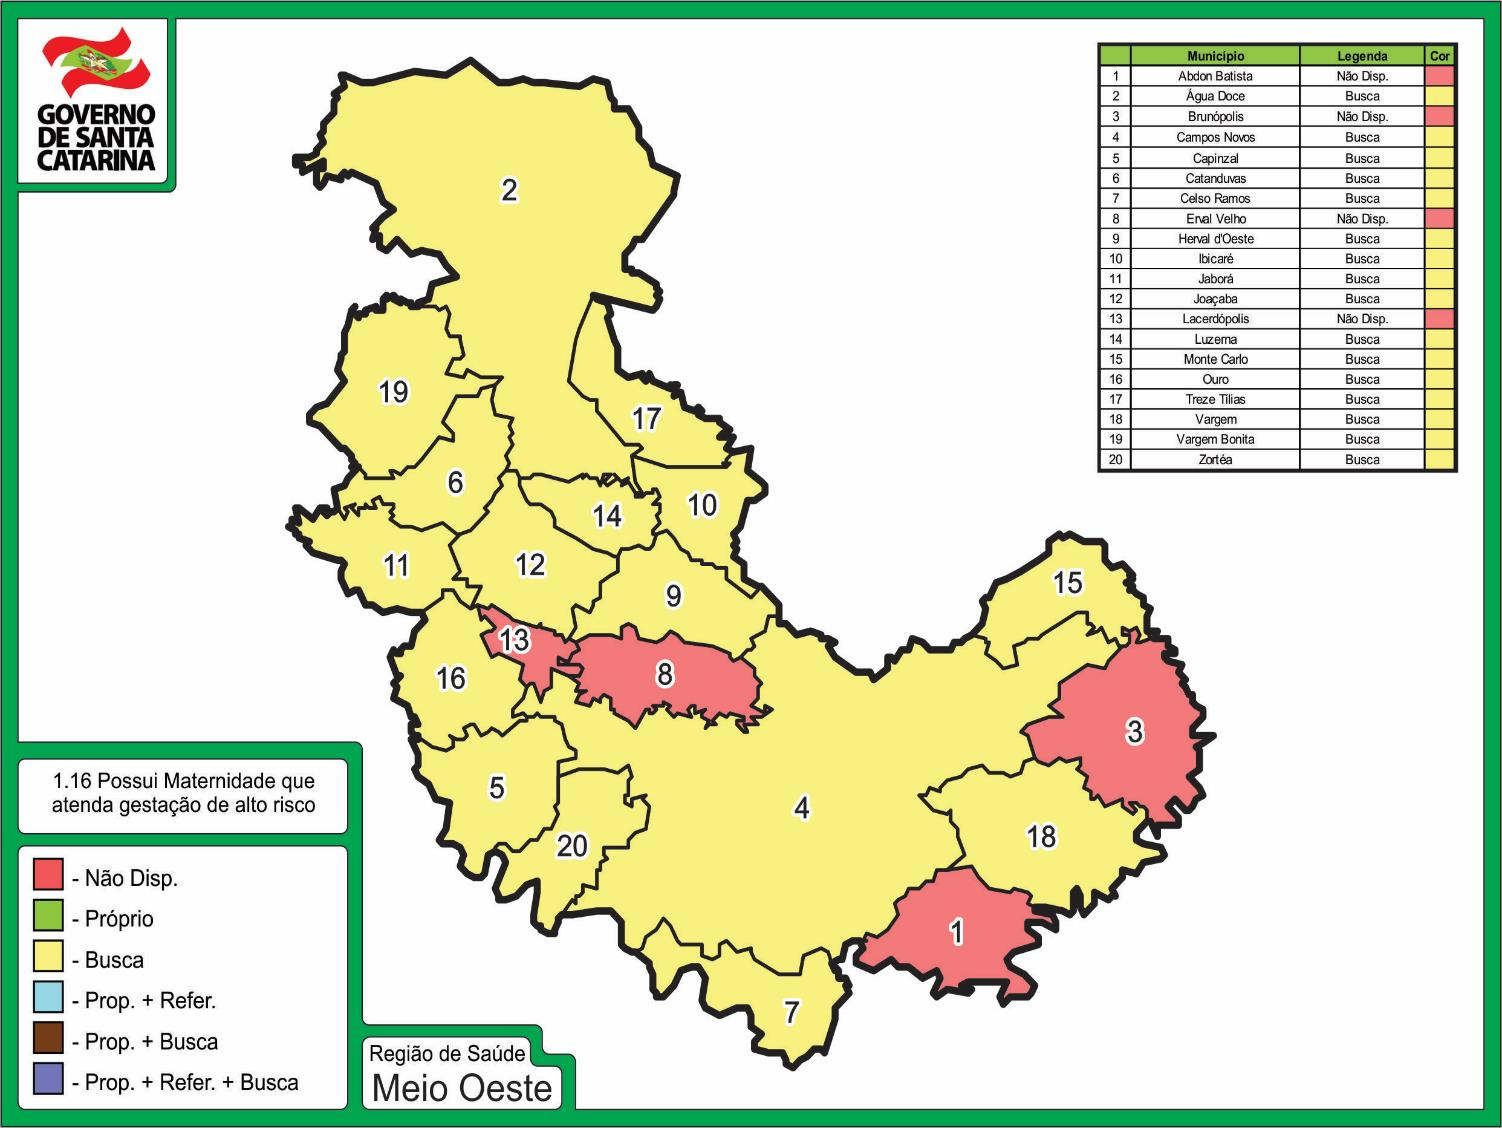 GOVERNO
DE SANTA
CATARINA
Município Legenda Cor
1 Abdon Batista Não Disp.
2 Água Doce Busca
3 Brunópolis Não Disp.
4 Campos Novos Busca
5 Capinzal Busca
6 Catanduvas Busca
7 Celso Ramos Busca
8 Erval Velho Não Disp.
9 Herval d'Oeste Busca
10 Ibicaré Busca
11 Jaborá Busca
12 Joaçaba Busca
13 Lacerdópolis Não Disp.
14 Luzerna Busca
15 Monte Carlo Busca
16 Ouro Busca
17 Treze Tílias Busca
18 Vargem Busca
19 Vargem Bonita Busca
20 Zortéa Busca
2
19
17
6
10
14
11
12
15
9
13
8
16
3
5
4
18
20
1
7
1.16 Possui Maternidade que
atenda gestação de alto risco
- Não Disp.
- Próprio
- Busca
- Prop. + Refer.
- Prop. + Busca
- Prop. + Refer. + Busca
Região de Saúde
Meio Oeste